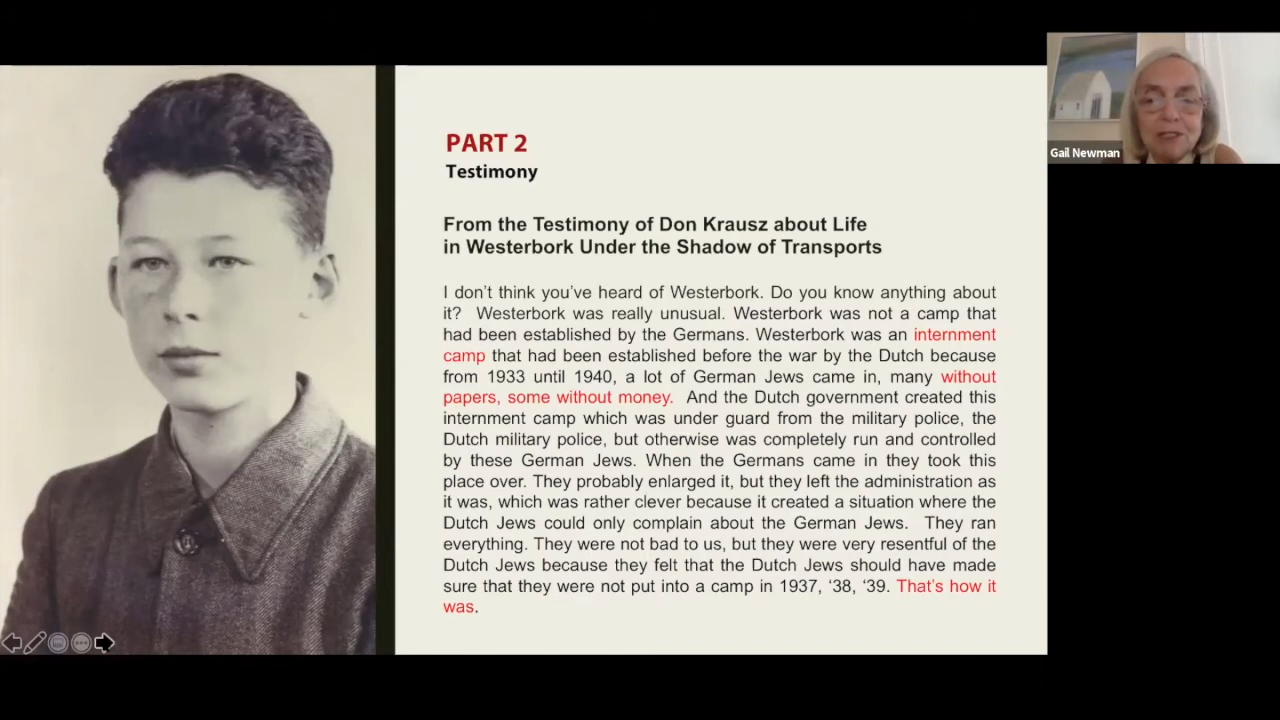 PART 2
Testimony
From the Testimony of Don Krausz about Life
in Westerbork Under the Shadow of Transports
I don't think you've heard of Westerbork. Do you know anything about
it? Westerbork was really unusual. Westerbork was not a camp that
had been established by the Germans. Westerbork was an internment
camp that had been established before the war by the Dutch because
from 1933 until 1940, a lot of German Jews came in, many without
papers, some without money. And the Dutch government created this
internment camp which was under guard from the military police, the
Dutch military police, but otherwise was completely run and controlled
by these German Jews. When the Germans came in they took this
place over. They probably enlarged it, but they left the administration as
it was, which was rather clever because it created a situation where the
Dutch Jews could only complain about the German Jews. They ran
everything. They were not bad to us, but they were very resentful of the
Dutch Jews because they felt that the Dutch Jews should have made
sure that they were not put into a camp in 1937, ‘38, ‘39. That's how it
was.
Gail Newman